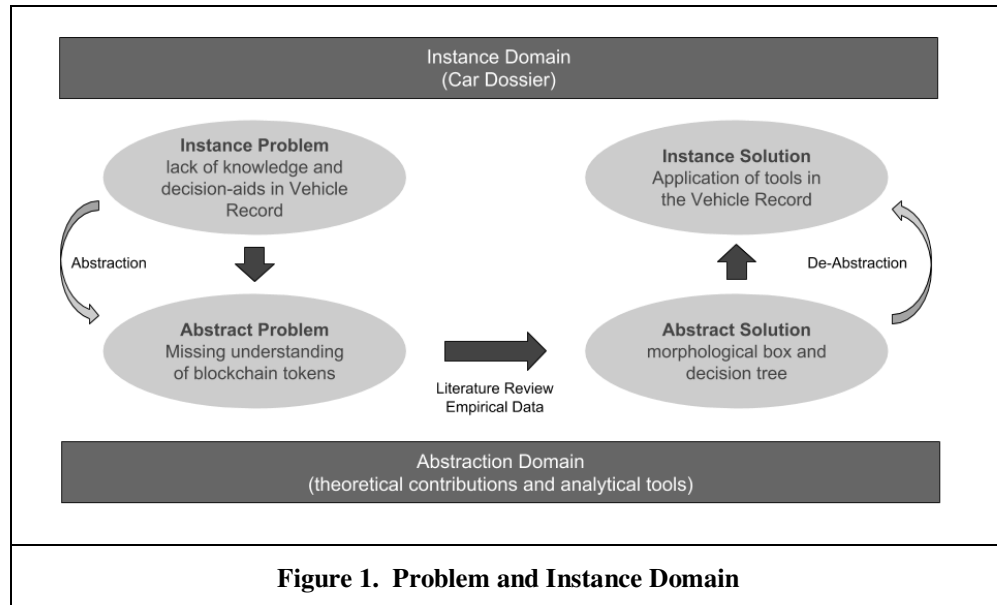 Instance Domain
(Car Dossier)
Instance Problem
lack of knowledge and
decision-aids in Vehicle
Record
Instance Solution
Application of tools in
the Vehicle Record
Abstraction
De-Abstraction
Abstract Problem
Missing understanding
of blockchain tokens
Literature Review
Empirical Data
Abstract Solution
morphological box and
decision tree
Abstraction Domain
(theoretical contributions and analytical tools)
Figure 1. Problem and Instance Domain